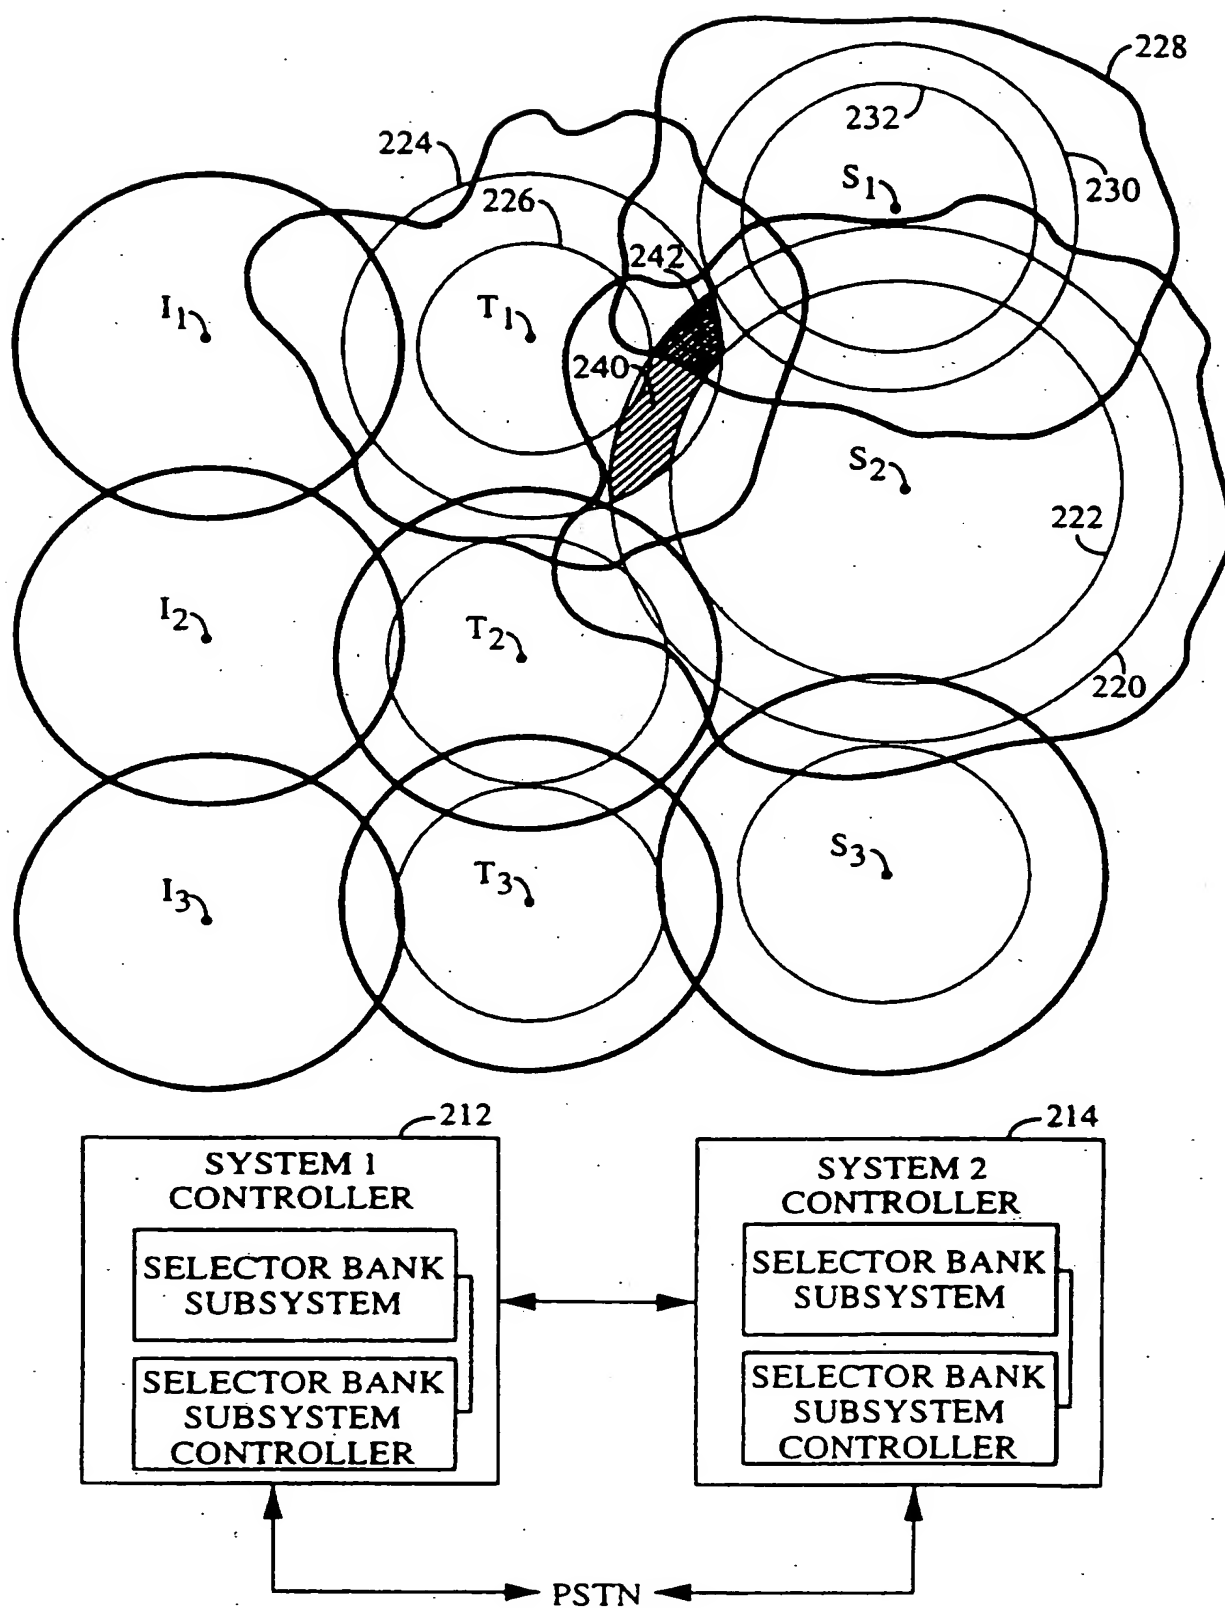 228
232
224
S1
230
226
242
I1
T1
240
S2
222
I2
T2
220
S3
T3
I3
212
214
SYSTEM 1
CONTROLLER
SELECTOR BANK
SUBSYSTEM
SELECTOR BANK
SUBSYSTEM
CONTROLLER
SYSTEM 2
CONTROLLER
SELECTOR BANK
SUBSYSTEM
SELECTOR BANK
SUBSYSTEM
CONTROLLER
PSTN